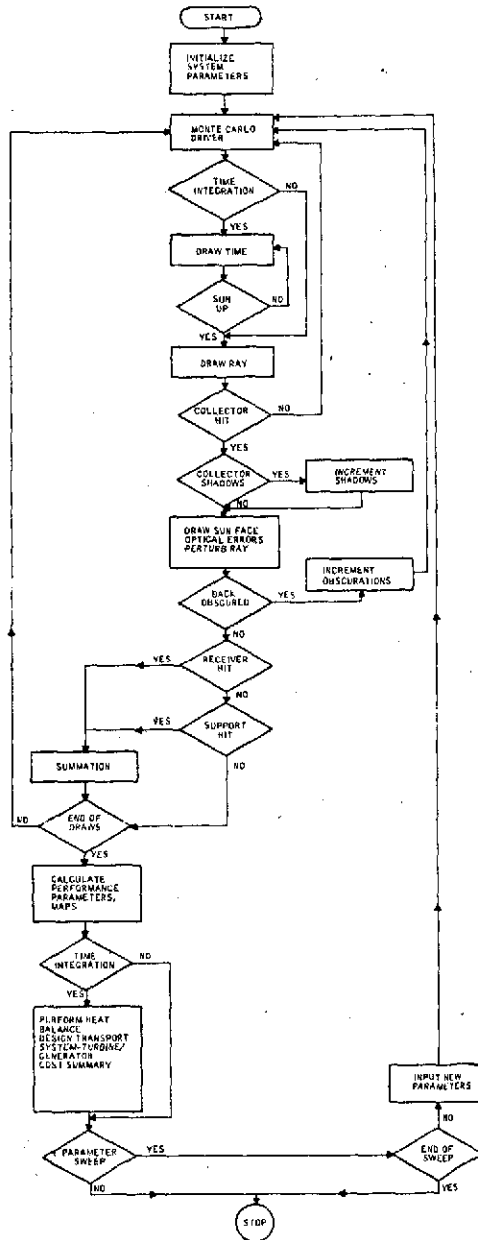 START
INITIALIZE
SYSTEM
PARAMETERS
MONTE CARLO
DRIVER
TIME
INTEGRATION
NO
YES
DRAW TIME
SUN
UP
NO
YES
DRAW RAY
COLLECTOR
HIT
NO
YES
COLLECTOR
SHADOWS
YES
INCREMENT
SHADOWS
NO
DRAW SUN FACE
OPTICAL ERRORS
PERTURB RAY
INCREMENT
OBSCURATIONS
BACK
OBSCURED
YES
NO
YES
RECEIVER
HIT
NO
YES
SUPPORT
HIT
NO
SUMMATION
NO
END OF
DRAWS
YES
CALCULATE
PERFORMANCE
PARAMETERS,
MAPS
TIME
INTEGRATION
NO
YES
PERFORM HEAT
BALANCE
DESIGN TRANSPORT
SYSTEM-TURBINE/
GENERATOR
COST SUMMARY
INPUT NEW
PARAMETERS
NO
PARAMETER
SWEEP
YES
END OF
SWEEP
NO
YES
STOP